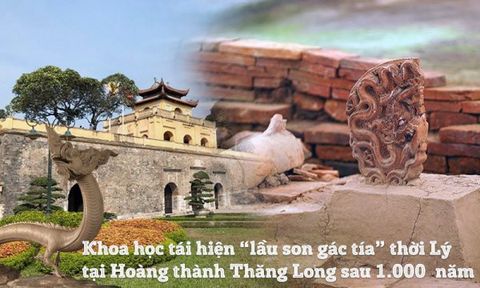 Khoa học tái hiện “lầu son gác tía” thời Lý
tại Hoàng thành Thăng Long sau 1.000 năm